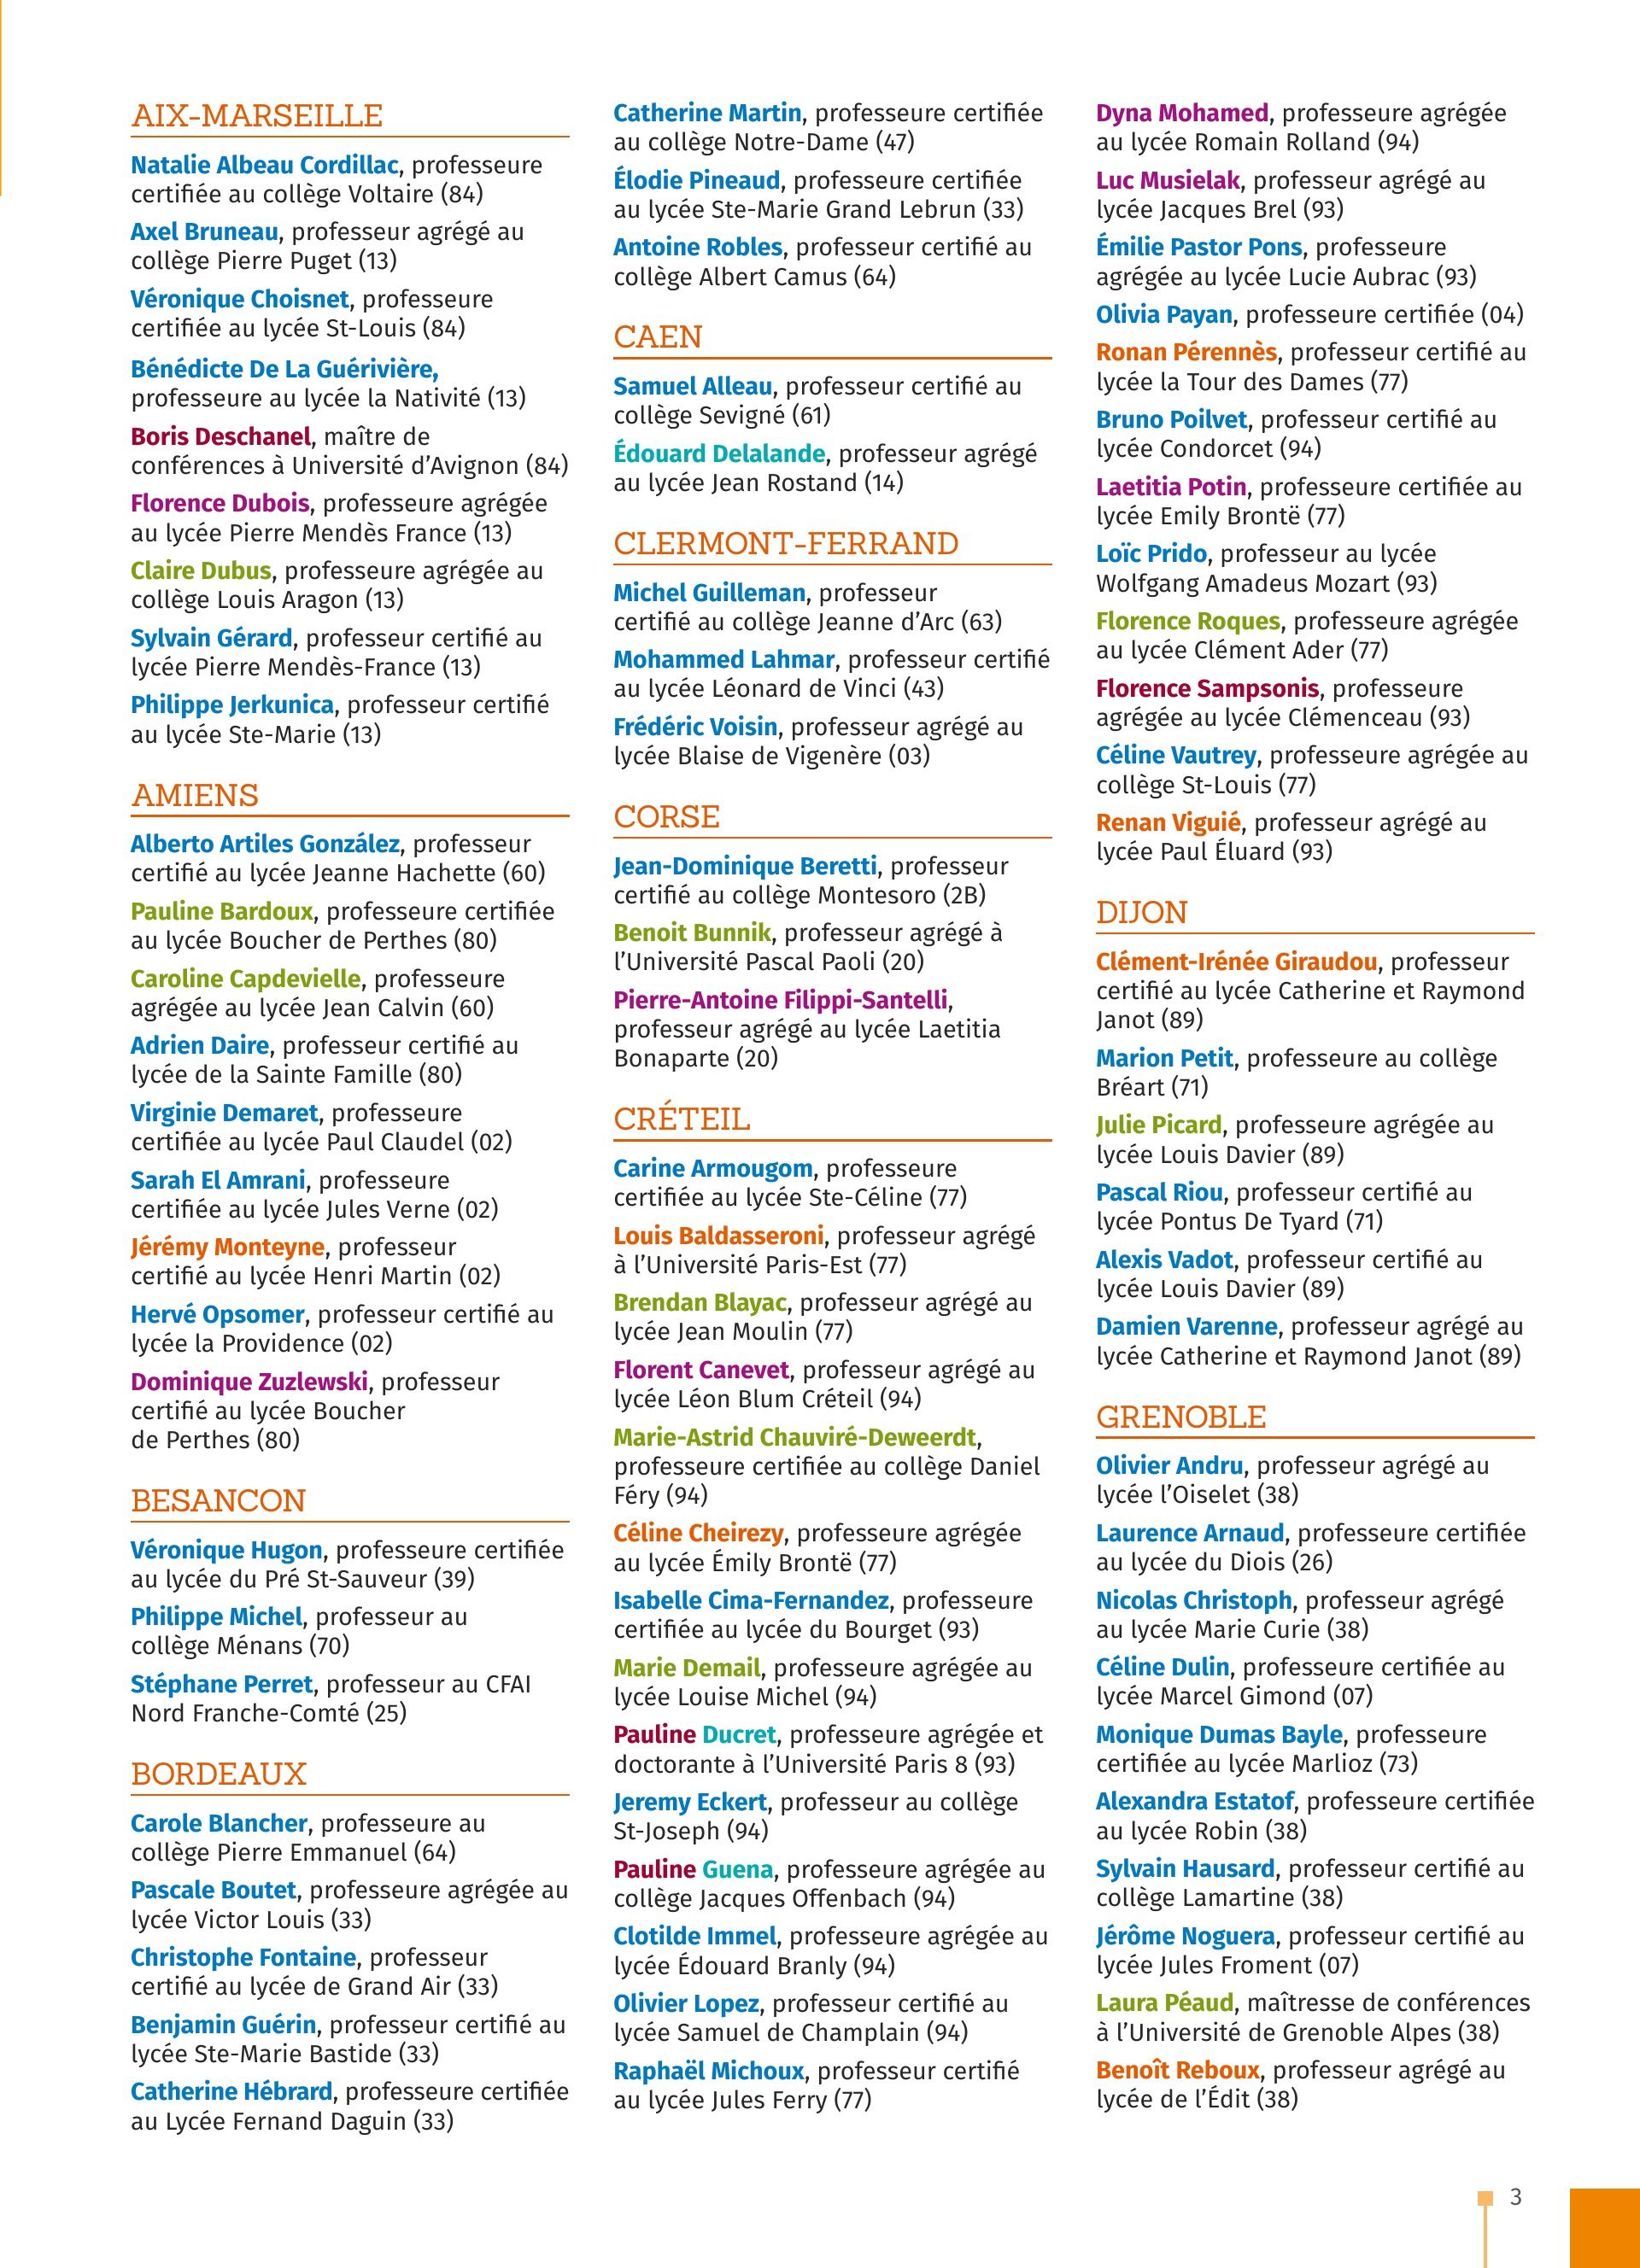 AIX-MARSEILLE
Natalie Albeau Cordillac, professeure
certifiée au collège Voltaire (84)
Axel Bruneau, professeur agrégé au
collège Pierre Puget (13)
Véronique Choisnet, professeure
certifiée au lycée St-Louis (84)
Bénédicte De La Guérivière,
professeure au lycée la Nativité (13)
Boris Deschanel, maître de
conférences à Université d’Avignon (84)
Florence Dubois, professeure agrégée
au lycée Pierre Mendès France (13)
Claire Dubus, professeure agrégée au
collège Louis Aragon (13)
Sylvain Gérard, professeur certifié au
lycée Pierre Mendès-France (13)
Philippe Jerkunica, professeur certifié
au lycée Ste-Marie (13)
AMIENS
Alberto Artiles González, professeur
certifié au lycée Jeanne Hachette (60)
Pauline Bardoux, professeure certifiée
au lycée Boucher de Perthes (80)
Caroline Capdevielle, professeure
agrégée au lycée Jean Calvin (60)
Adrien Daire, professeur certifié au
lycée de la Sainte Famille (80)
Virginie Demaret, professeure
certifiée au lycée Paul Claudel (02)
Sarah El Amrani, professeure
certifiée au lycée Jules Verne (02)
Jérémy Monteyne, professeur
certifié au lycée Henri Martin (02)
Hervé Opsomer, professeur certifié au
lycée la Providence (02)
Dominique Zuzlewski, professeur
certifié au lycée Boucher
de Perthes (80)
BESANCON
Véronique Hugon, professeure certifiée
au lycée du Pré St-Sauveur (39)
Philippe Michel, professeur au
collège Ménans (70)
Stéphane Perret, professeur au CFAI
Nord Franche-Comté (25)
BORDEAUX
Carole Blancher, professeure au
collège Pierre Emmanuel (64)
Pascale Boutet, professeure agrégée au
lycée Victor Louis (33)
Christophe Fontaine, professeur
certifié au lycée de Grand Air (33)
Benjamin Guérin, professeur certifié au
lycée Ste-Marie Bastide (33)
Catherine Hébrard, professeure certifiée
au Lycée Fernand Daguin (33)
Catherine Martin, professeure certifiée
au collège Notre-Dame (47)
Élodie Pineaud, professeure certifiée
au lycée Ste-Marie Grand Lebrun (33)
Antoine Robles, professeur certifié au
collège Albert Camus (64)
CAEN
Samuel Alleau, professeur certifié au
collège Sevigné (61)
Édouard Delalande, professeur agrégé
au lycée Jean Rostand (14)
CLERMONT-FERRAND
Michel Guilleman, professeur
certifié au collège Jeanne d’Arc (63)
Mohammed Lahmar, professeur certifié
au lycée Léonard de Vinci (43)
Frédéric Voisin, professeur agrégé au
lycée Blaise de Vigenère (03)
CORSE
Jean-Dominique Beretti, professeur
certifié au collège Montesoro (2B)
Benoit Bunnik, professeur agrégé à
l’Université Pascal Paoli (20)
Pierre-Antoine Filippi-Santelli,
professeur agrégé au lycée Laetitia
Bonaparte (20)
CRÉTEIL
Carine Armougom, professeure
certifiée au lycée Ste-Céline (77)
Louis Baldasseroni, professeur agrégé
à l’Université Paris-Est (77)
Brendan Blayac, professeur agrégé au
lycée Jean Moulin (77)
Florent Canevet, professeur agrégé au
lycée Léon Blum Créteil (94)
Marie-Astrid Chauviré-Deweerdt,
professeure certifiée au collège Daniel
Féry (94)
Céline Cheirezy, professeure agrégée
au lycée Émily Brontë (77)
Isabelle Cima-Fernandez, professeure
certifiée au lycée du Bourget (93)
Marie Demail, professeure agrégée au
lycée Louise Michel (94)
Pauline Ducret, professeure agrégée et
doctorante à l’Université Paris 8 (93)
Jeremy Eckert, professeur au collège
St-Joseph (94)
Pauline Guena, professeure agrégée au
collège Jacques Offenbach (94)
Clotilde Immel, professeure agrégée au
lycée Édouard Branly (94)
Olivier Lopez, professeur certifié au
lycée Samuel de Champlain (94)
Raphaël Michoux, professeur certifié
au lycée Jules Ferry (77)
Dyna Mohamed, professeure agrégée
au lycée Romain Rolland (94)
Luc Musielak, professeur agrégé au
lycée Jacques Brel (93)
Émilie Pastor Pons, professeure
agrégée au lycée Lucie Aubrac (93)
Olivia Payan, professeure certifiée (04)
Ronan Pérennès, professeur certifié au
lycée la Tour des Dames (77)
Bruno Poilvet, professeur certifié au
lycée Condorcet (94)
Laetitia Potin, professeure certifiée au
lycée Emily Brontë (77)
Loïc Prido, professeur au lycée
Wolfgang Amadeus Mozart (93)
Florence Roques, professeure agrégée
au lycée Clément Ader (77)
Florence Sampsonis, professeure
agrégée au lycée Clémenceau (93)
Céline Vautrey, professeure agrégée au
collège St-Louis (77)
Renan Viguié, professeur agrégé au
lycée Paul Éluard (93)
DIJON
Clément-Irénée Giraudou, professeur
certifié au lycée Catherine et Raymond
Janot (89)
Marion Petit, professeure au collège
Bréart (71)
Julie Picard, professeure agrégée au
lycée Louis Davier (89)
Pascal Riou, professeur certifié au
lycée Pontus De Tyard (71)
Alexis Vadot, professeur certifié au
lycée Louis Davier (89)
Damien Varenne, professeur agrégé au
lycée Catherine et Raymond Janot (89)
GRENOBLE
Olivier Andru, professeur agrégé au
lycée l’Oiselet (38)
Laurence Arnaud, professeure certifiée
au lycée du Diois (26)
Nicolas Christoph, professeur agrégé
au lycée Marie Curie (38)
Céline Dulin, professeure certifiée au
lycée Marcel Gimond (07)
Monique Dumas Bayle, professeure
certifiée au lycée Marlioz (73)
Alexandra Estatof, professeure certifiée
au lycée Robin (38)
Sylvain Hausard, professeur certifié au
collège Lamartine (38)
Jérôme Noguera, professeur certifié au
lycée Jules Froment (07)
Laura Péaud, maîtresse de conférences
à l’Université de Grenoble Alpes (38)
Benoît Reboux, professeur agrégé au
lycée de l’Édit (38)
3